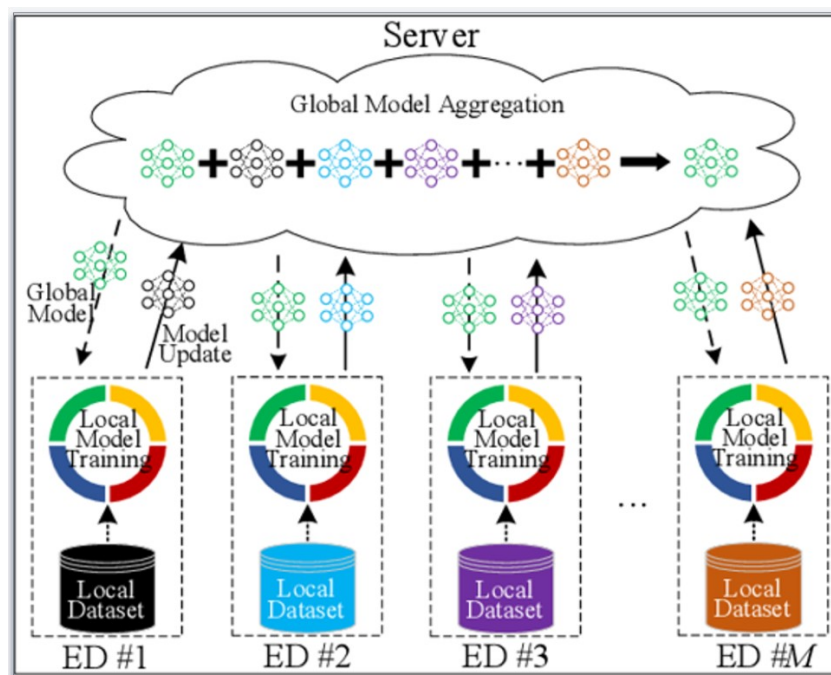 Server
Global Model Aggregation
+ + + + ··· +
Global
Model
Model
Update
Local
Model
Training
Local
Model
Training
Local
Model
Training
Local
Model
Training
...
Local
Dataset
Local
Dataset
Local
Dataset
Local
Dataset
ED #1
ED #2
ED #3
ED #M